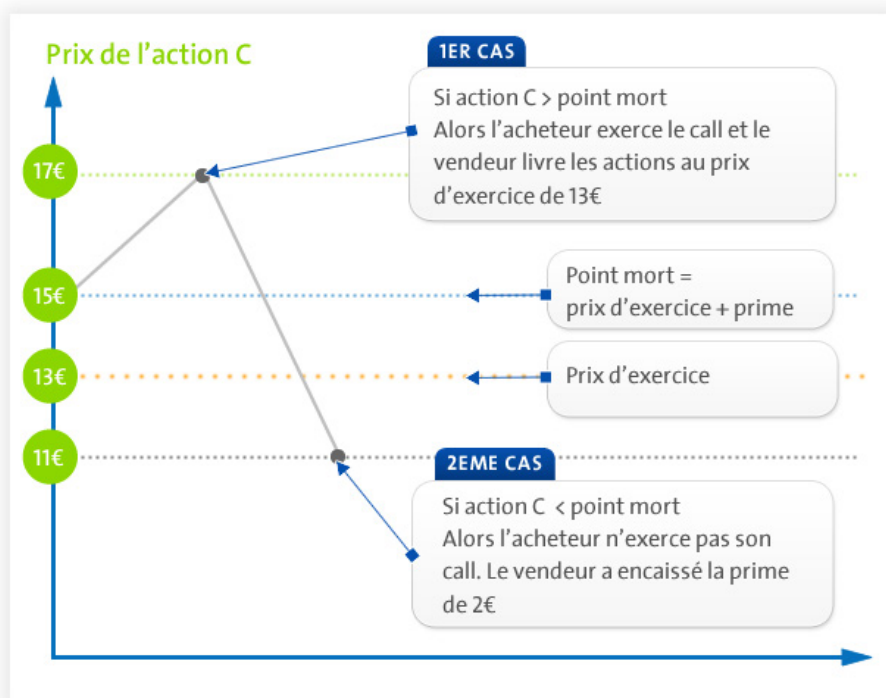 Prix de l’action C
1ER CAS
Si action C > point mort
Alors l’acheteur exerce le call et le
vendeur livre les actions au prix
d’exercice de 13€
17€
Point mort =
prix d’exercice + prime
15€
Prix d’exercice
13€
11€
2EME CAS
Si action C < point mort
Alors l’acheteur n’exerce pas son
call. Le vendeur a encaissé la prime
de 2€